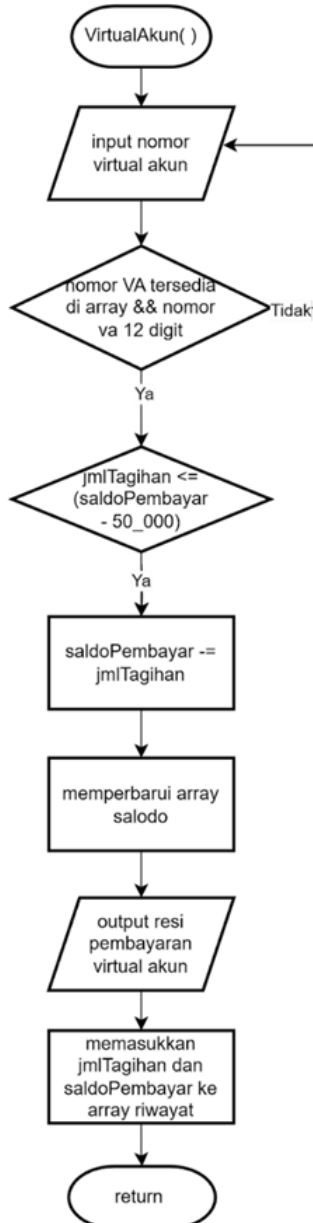 VirtualAkun( )
input nomor
virtual akun
nomor VA tersedia
di array && nomor
va 12 digit
Tidak
Ya
jmlTagihan <=
(saldoPembayar
- 50_000)
Ya
saldoPembayar -=
jmlTagihan
memperbarui array
salodo
output resi
pembayaran
virtual akun
memasukkan
jmlTagihan dan
saldoPembayar ke
array riwayat
return